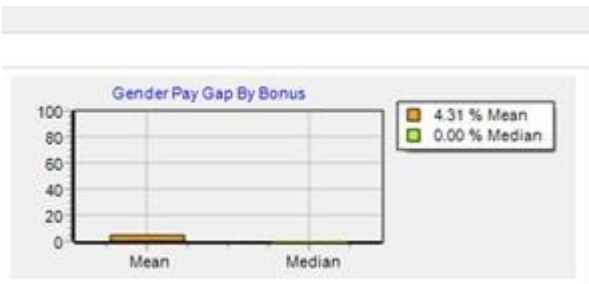 Gender Pay Gap By Bonus
100
80
60
40
20
0
Mean
Median
4.31 % Mean
0.00 % Median